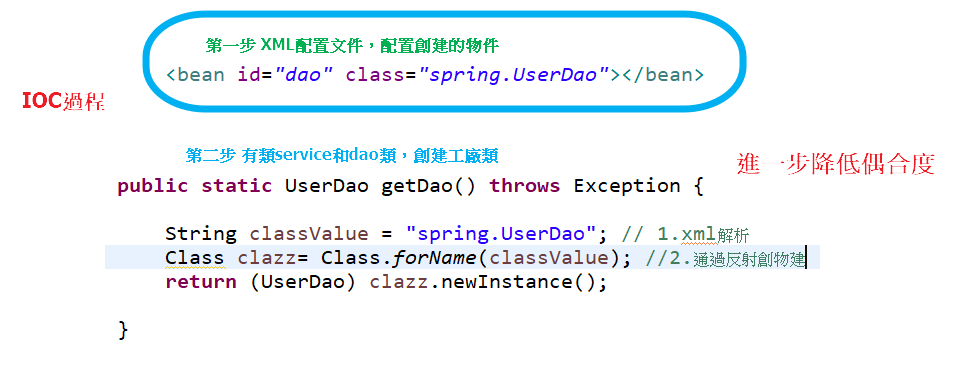 第一步 XML配置文件，配置創建的物件
<bean id="dao" class="spring.UserDao"></bean>
IOC過程
第二步 有類service和dao類，創建工廠類
進一步降低偶合度
public static UserDao getDao() throws Exception {
String classValue = "spring.UserDao"; // 1.xml解析
Class clazz= Class.forName(classValue); //2.通過反射創物建
return (UserDao) clazz.newInstance();
}